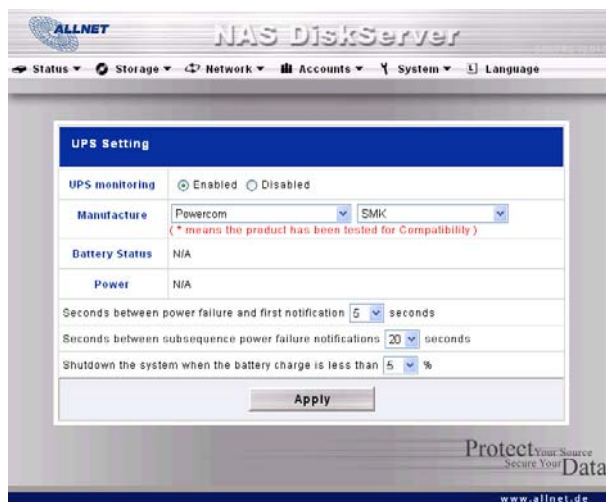 ALLNET
NAS DiskServer
Status Storage Network Accounts System Language
UPS Setting
UPS monitoring Enabled Disabled
Manufacture Powercom SMK
( * means the product has been tested for Compatibility )
Battery Status N/A
Power N/A
Seconds between power failure and first notification 5 seconds
Seconds between subsequence power failure notifications 20 seconds
Shutdown the system when the battery charge is less than 5 %
Apply
Protect Your Source
Secure Your Data
www.allnet.de